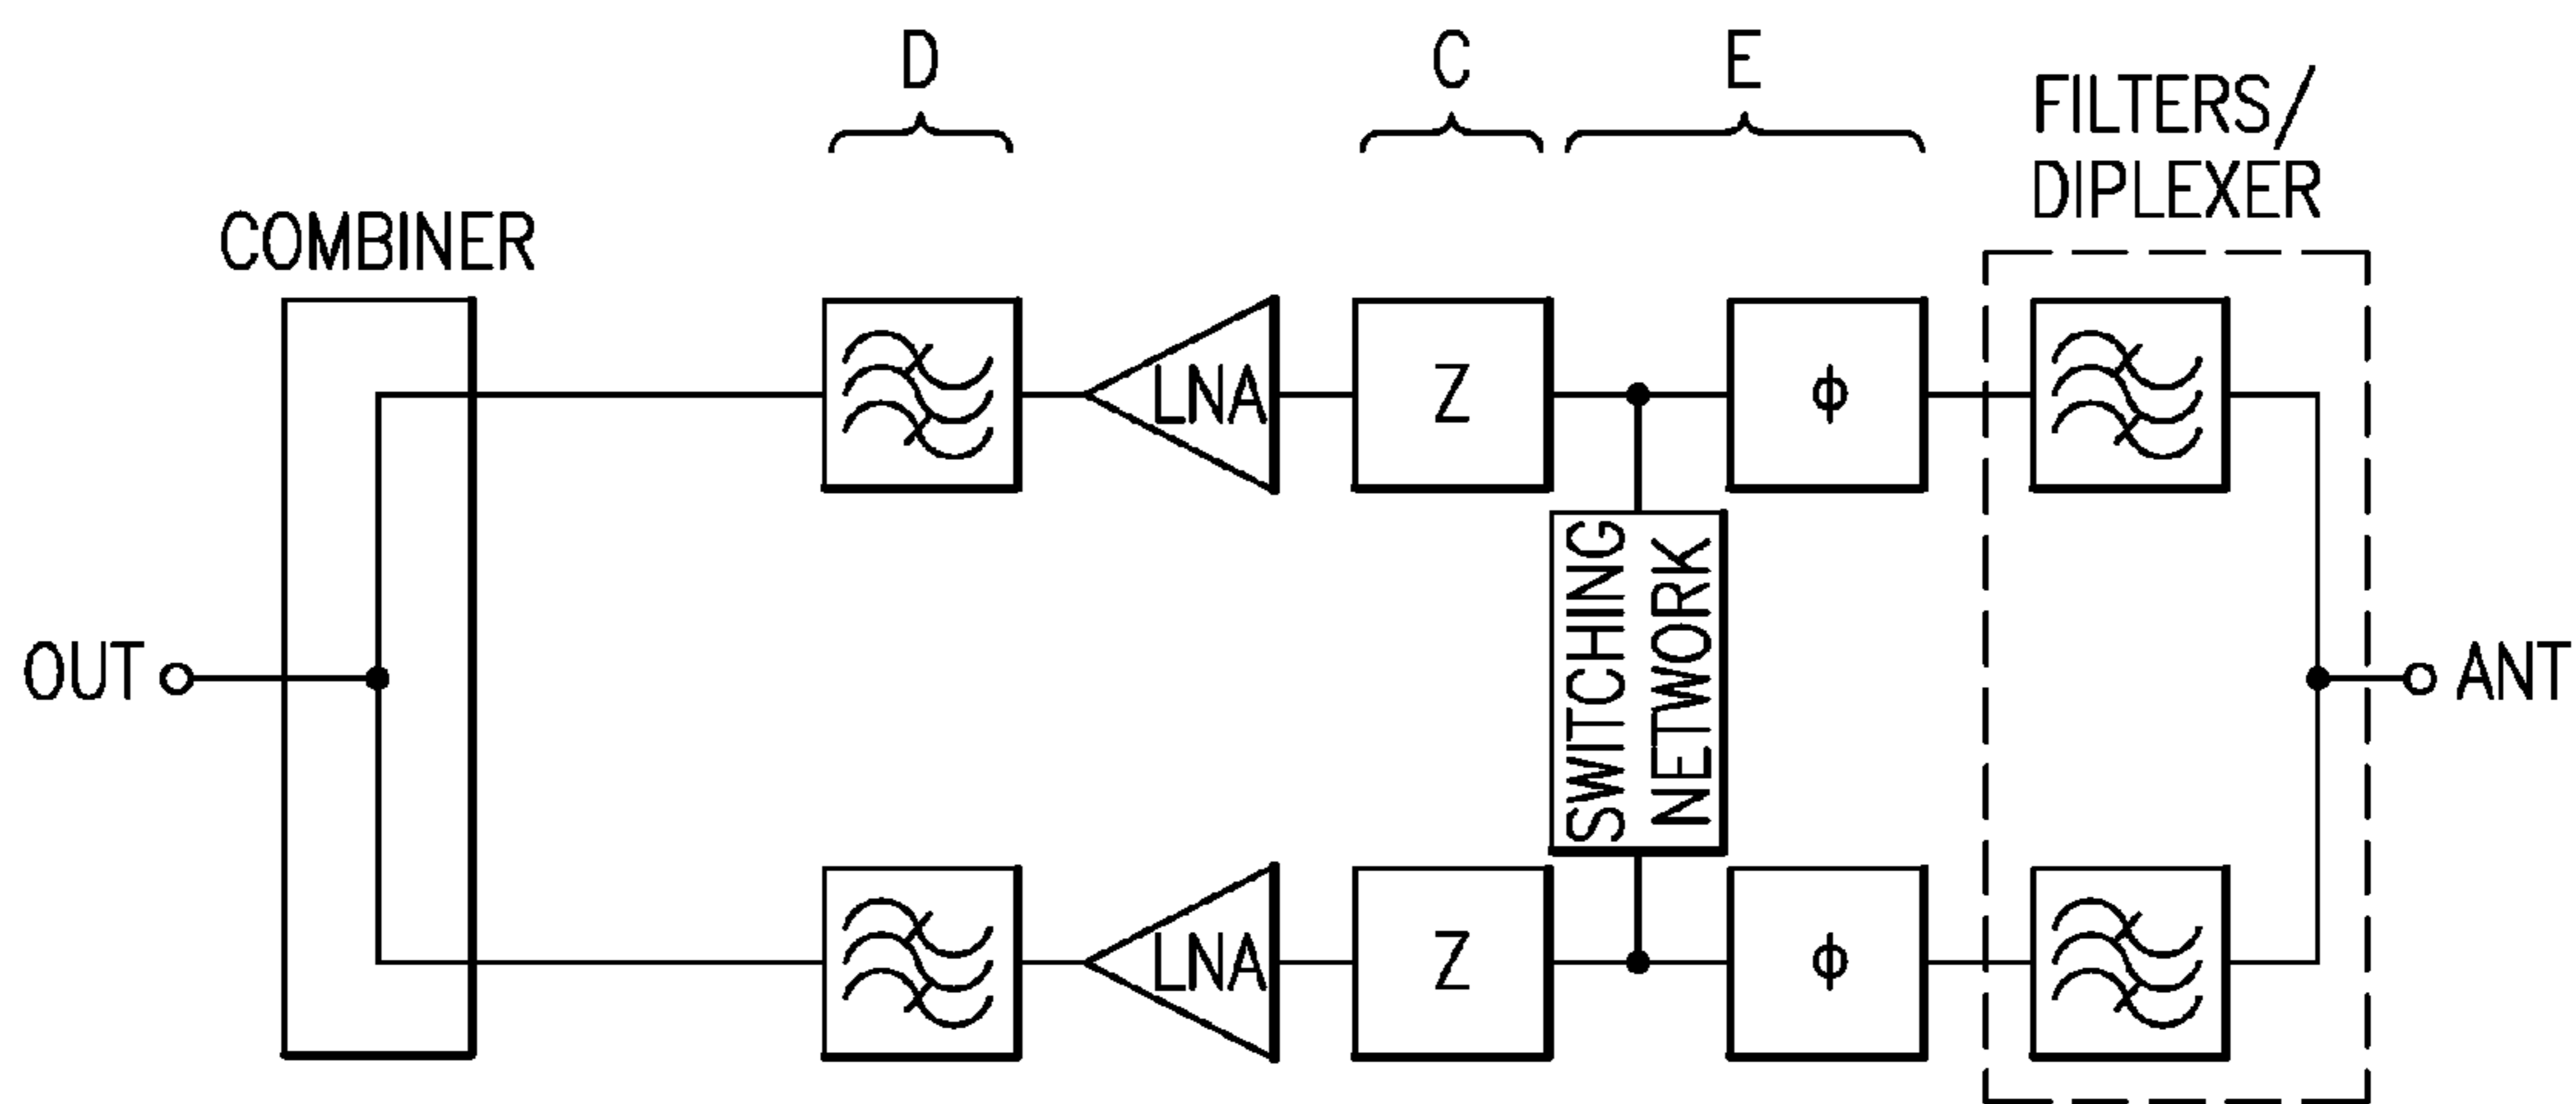 D
C
E
FILTERS/
DIPLEXER
COMBINER
LNA
Z
ϕ
SWITCHING
NETWORK
OUT
ANT
LNA
Z
ϕ